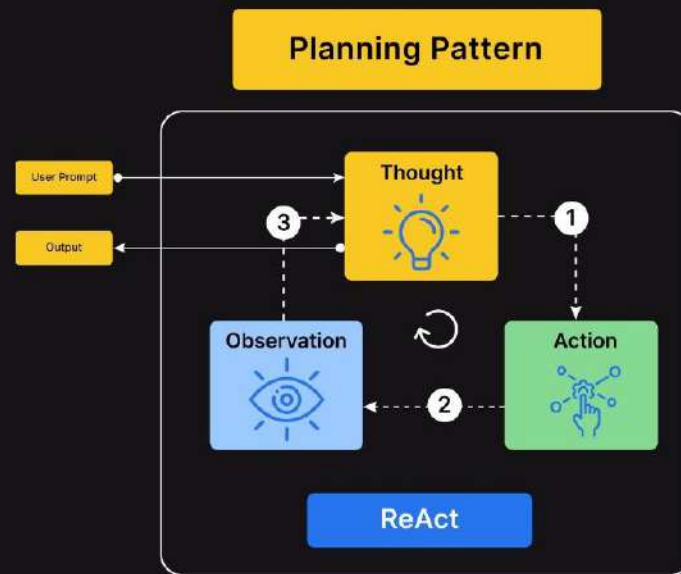 Planning Pattern
User Prompt
Thought
3
1
Output
Observation
Action
2
ReAct